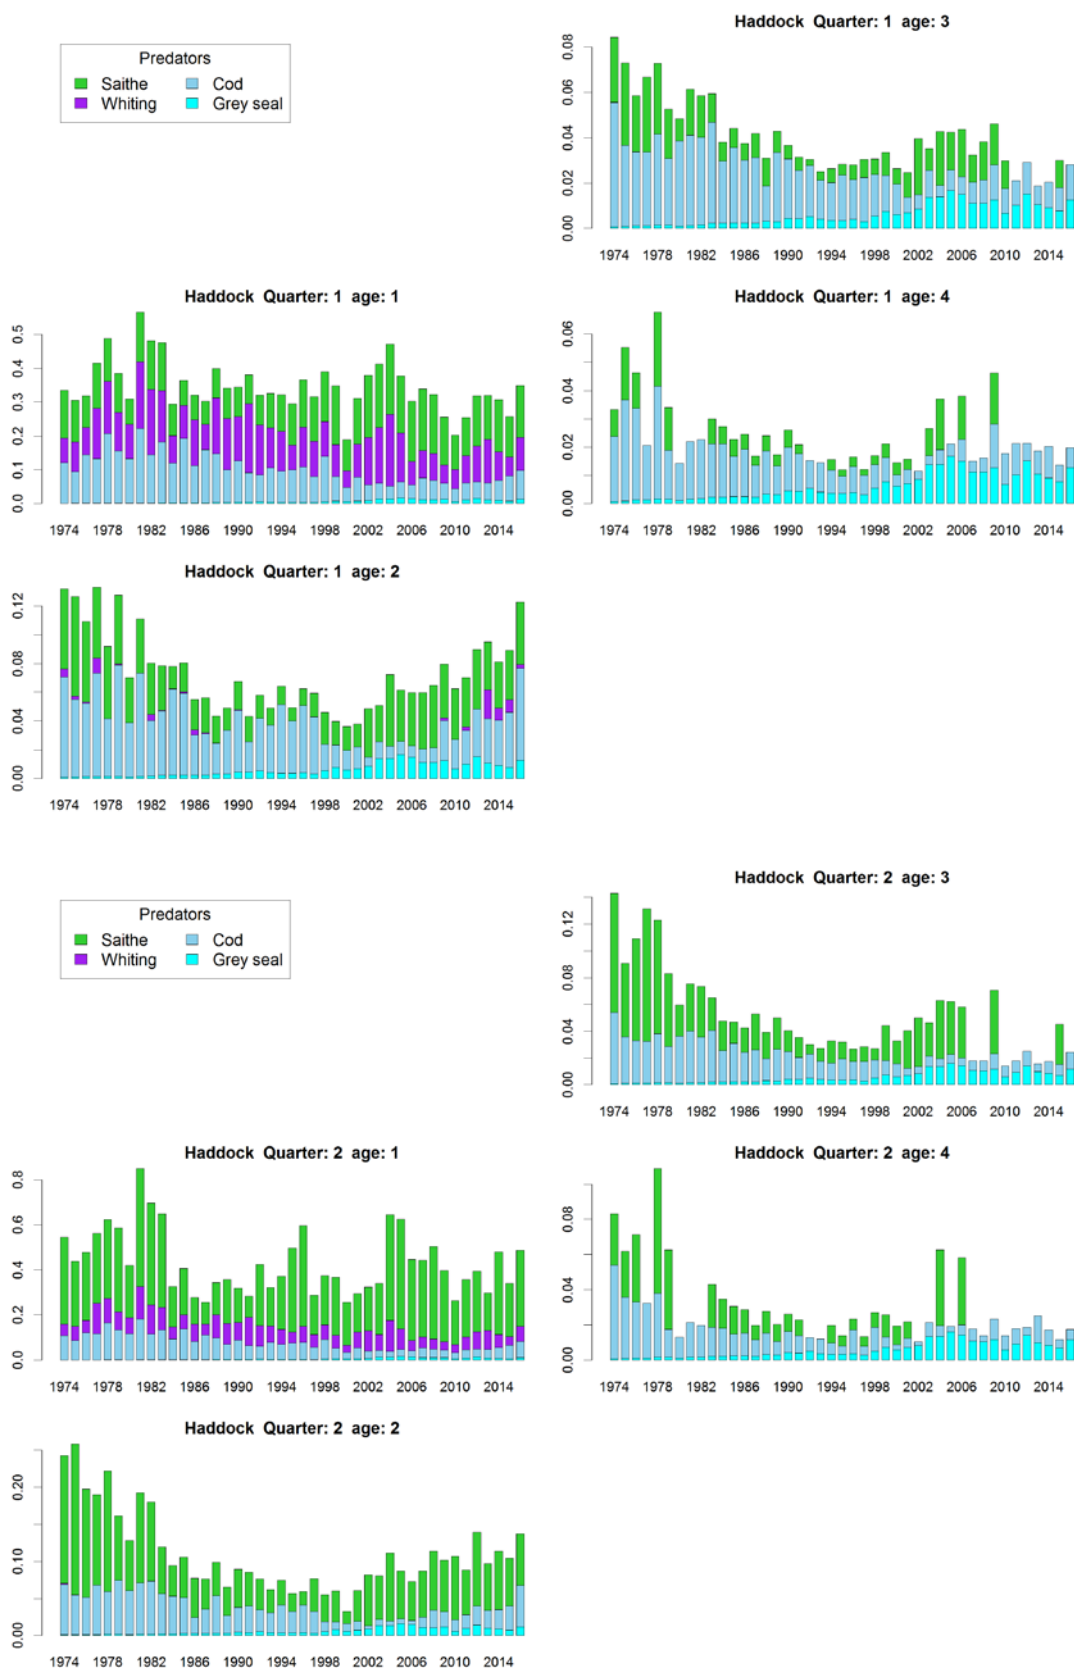 Predators
Saithe Cod
Whiting Grey seal
Haddock Quarter: 1 age: 3
0.08
0.06
0.04
0.02
0.00
1974 1978 1982 1986 1990 1994 1998 2002 2006 2010 2014
Haddock Quarter: 1 age: 1
0.5
0.4
0.3
0.2
0.1
0.0
1974 1978 1982 1986 1990 1994 1998 2002 2006 2010 2014
Haddock Quarter: 1 age: 4
0.06
0.04
0.02
0.00
1974 1978 1982 1986 1990 1994 1998 2002 2006 2010 2014
Haddock Quarter: 1 age: 2
0.12
0.08
0.04
0.00
1974 1978 1982 1986 1990 1994 1998 2002 2006 2010 2014
Predators
Saithe Cod
Whiting Grey seal
Haddock Quarter: 2 age: 3
0.12
0.08
0.04
0.00
1974 1978 1982 1986 1990 1994 1998 2002 2006 2010 2014
Haddock Quarter: 2 age: 1
0.8
0.6
0.4
0.2
0.0
1974 1978 1982 1986 1990 1994 1998 2002 2006 2010 2014
Haddock Quarter: 2 age: 4
0.08
0.04
0.00
1974 1978 1982 1986 1990 1994 1998 2002 2006 2010 2014
Haddock Quarter: 2 age: 2
0.20
0.10
0.00
1974 1978 1982 1986 1990 1994 1998 2002 2006 2010 2014